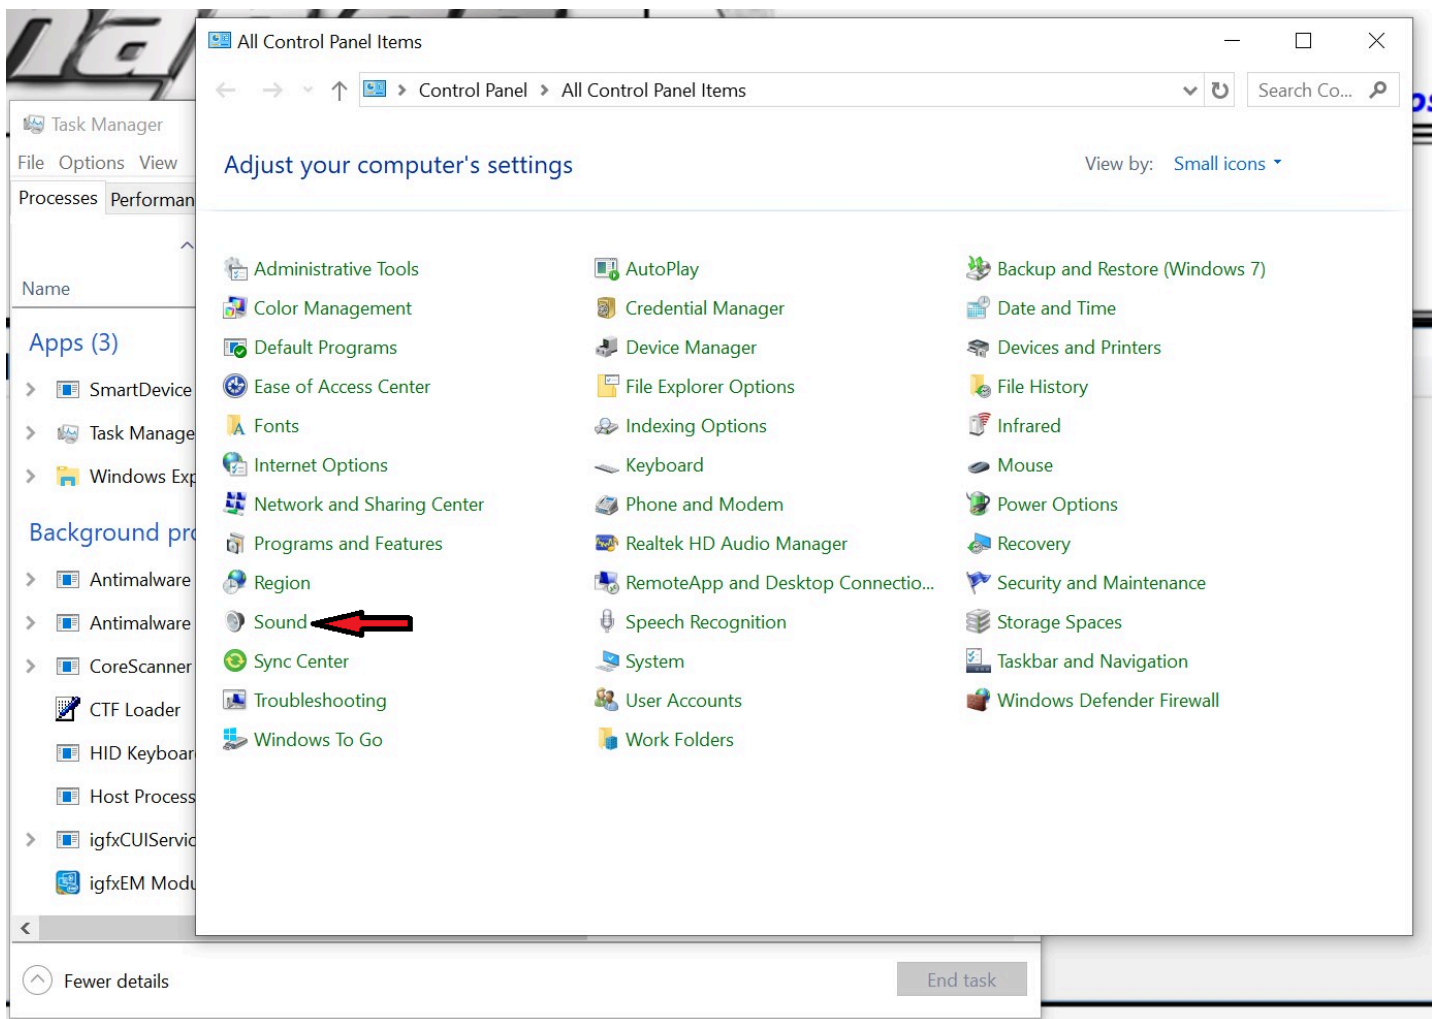 All Control Panel Items
Control Panel > All Control Panel Items
Search Co...
Task Manager
File Options View
Processes Performan
Name
Apps (3)
SmartDevice
Task Manage
Windows Exp
Background pro
Antimalware
Antimalware
CoreScanner
CTF Loader
HID Keyboar
Host Process
igfxCUIServic
igfxEM Modu
Fewer details
End task
Adjust your computer's settings
View by: Small icons
Administrative Tools
AutoPlay
Backup and Restore (Windows 7)
Color Management
Credential Manager
Date and Time
Default Programs
Device Manager
Devices and Printers
Ease of Access Center
File Explorer Options
File History
Fonts
Indexing Options
Infrared
Internet Options
Keyboard
Mouse
Network and Sharing Center
Phone and Modem
Power Options
Programs and Features
Realtek HD Audio Manager
Recovery
Region
RemoteApp and Desktop Connectio...
Security and Maintenance
Sound
Speech Recognition
Storage Spaces
Sync Center
System
Taskbar and Navigation
Troubleshooting
User Accounts
Windows Defender Firewall
Windows To Go
Work Folders